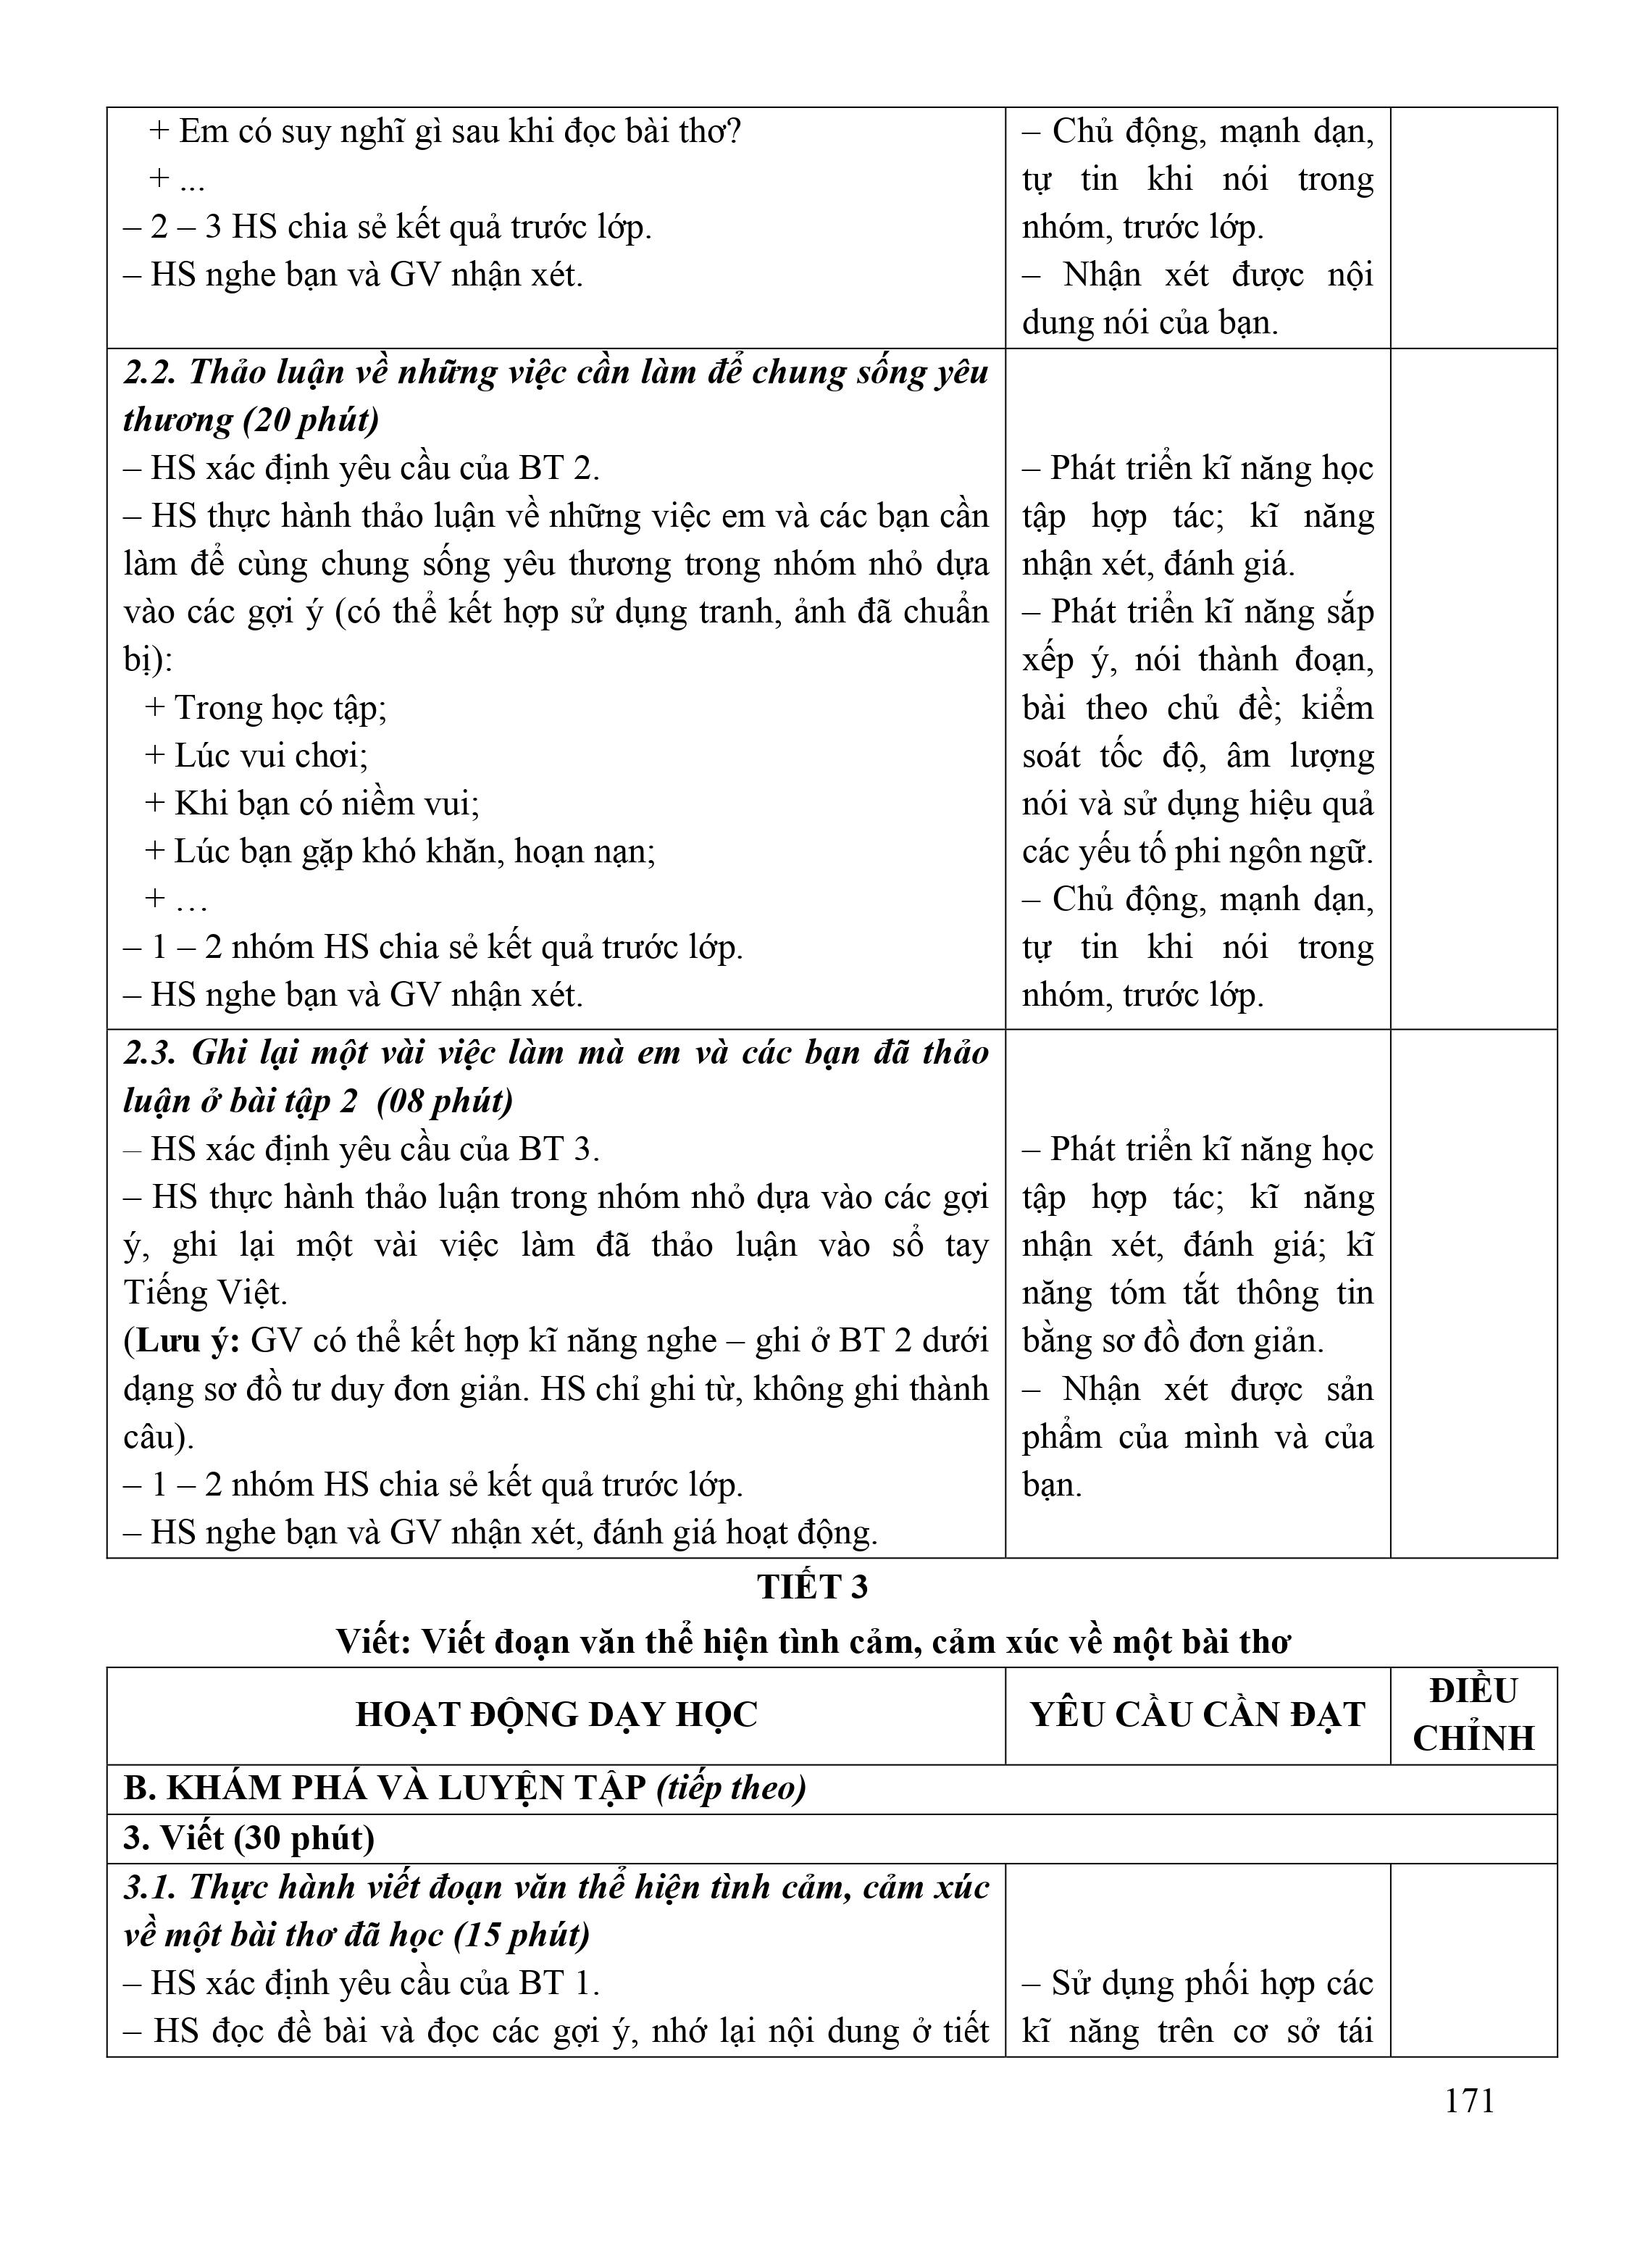 + Em có suy nghĩ gì sau khi đọc bài thơ?
+ ...
– 2 – 3 HS chia sẻ kết quả trước lớp.
– HS nghe bạn và GV nhận xét.
– Chủ động, mạnh dạn,
tự tin khi nói trong
nhóm, trước lớp.
– Nhận xét được nội
dung nói của bạn.
2.2. Thảo luận về những việc cần làm để chung sống yêu
thương (20 phút)
– HS xác định yêu cầu của BT 2.
– HS thực hành thảo luận về những việc em và các bạn cần
làm để cùng chung sống yêu thương trong nhóm nhỏ dựa
vào các gợi ý (có thể kết hợp sử dụng tranh, ảnh đã chuẩn
bị):
+ Trong học tập;
+ Lúc vui chơi;
+ Khi bạn có niềm vui;
+ Lúc bạn gặp khó khăn, hoạn nạn;
+ …
– 1 – 2 nhóm HS chia sẻ kết quả trước lớp.
– HS nghe bạn và GV nhận xét.
– Phát triển kĩ năng học
tập hợp tác; kĩ năng
nhận xét, đánh giá.
– Phát triển kĩ năng sắp
xếp ý, nói thành đoạn,
bài theo chủ đề; kiểm
soát tốc độ, âm lượng
nói và sử dụng hiệu quả
các yếu tố phi ngôn ngữ.
– Chủ động, mạnh dạn,
tự tin khi nói trong
nhóm, trước lớp.
2.3. Ghi lại một vài việc làm mà em và các bạn đã thảo
luận ở bài tập 2 (08 phút)
– HS xác định yêu cầu của BT 3.
– HS thực hành thảo luận trong nhóm nhỏ dựa vào các gợi
ý, ghi lại một vài việc làm đã thảo luận vào sổ tay
Tiếng Việt.
(Lưu ý: GV có thể kết hợp kĩ năng nghe – ghi ở BT 2 dưới
dạng sơ đồ tư duy đơn giản. HS chỉ ghi từ, không ghi thành
câu).
– 1 – 2 nhóm HS chia sẻ kết quả trước lớp.
– HS nghe bạn và GV nhận xét, đánh giá hoạt động.
– Phát triển kĩ năng học
tập hợp tác; kĩ năng
nhận xét, đánh giá; kĩ
năng tóm tắt thông tin
bằng sơ đồ đơn giản.
– Nhận xét được sản
phẩm của mình và của
bạn.
TIẾT 3
Viết: Viết đoạn văn thể hiện tình cảm, cảm xúc về một bài thơ
HOẠT ĐỘNG DẠY HỌC
YÊU CẦU CẦN ĐẠT
ĐIỀU
CHỈNH
B. KHÁM PHÁ VÀ LUYỆN TẬP (tiếp theo)
3. Viết (30 phút)
3.1. Thực hành viết đoạn văn thể hiện tình cảm, cảm xúc
về một bài thơ đã học (15 phút)
– HS xác định yêu cầu của BT 1.
– HS đọc đề bài và đọc các gợi ý, nhớ lại nội dung ở tiết
– Sử dụng phối hợp các
kĩ năng trên cơ sở tái
171